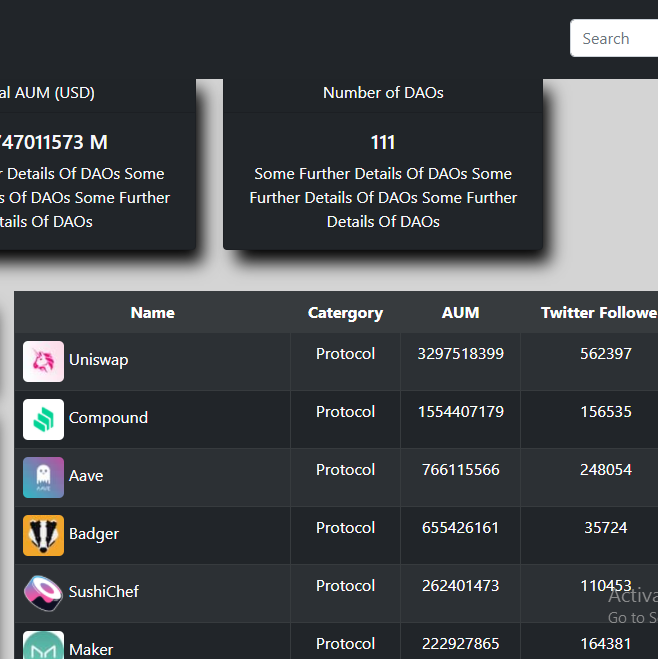 Search
al AUM (USD)
Number of DAOs
747011573 M
111
Details Of DAOs Some
Some Further Details Of DAOs Some
s Of DAOs Some Further
Further Details Of DAOs Some Further
tails Of DAOs
Details Of DAOs
Name Catergory AUM Twitter Followe
Uniswap Protocol 3297518399 562397
Compound Protocol 1554407179 156535
Aave Protocol 766115566 248054
Badger Protocol 655426161 35724
SushiChef Protocol 262401473 110453
Activa
Go to S
Maker Protocol 222927865 164381